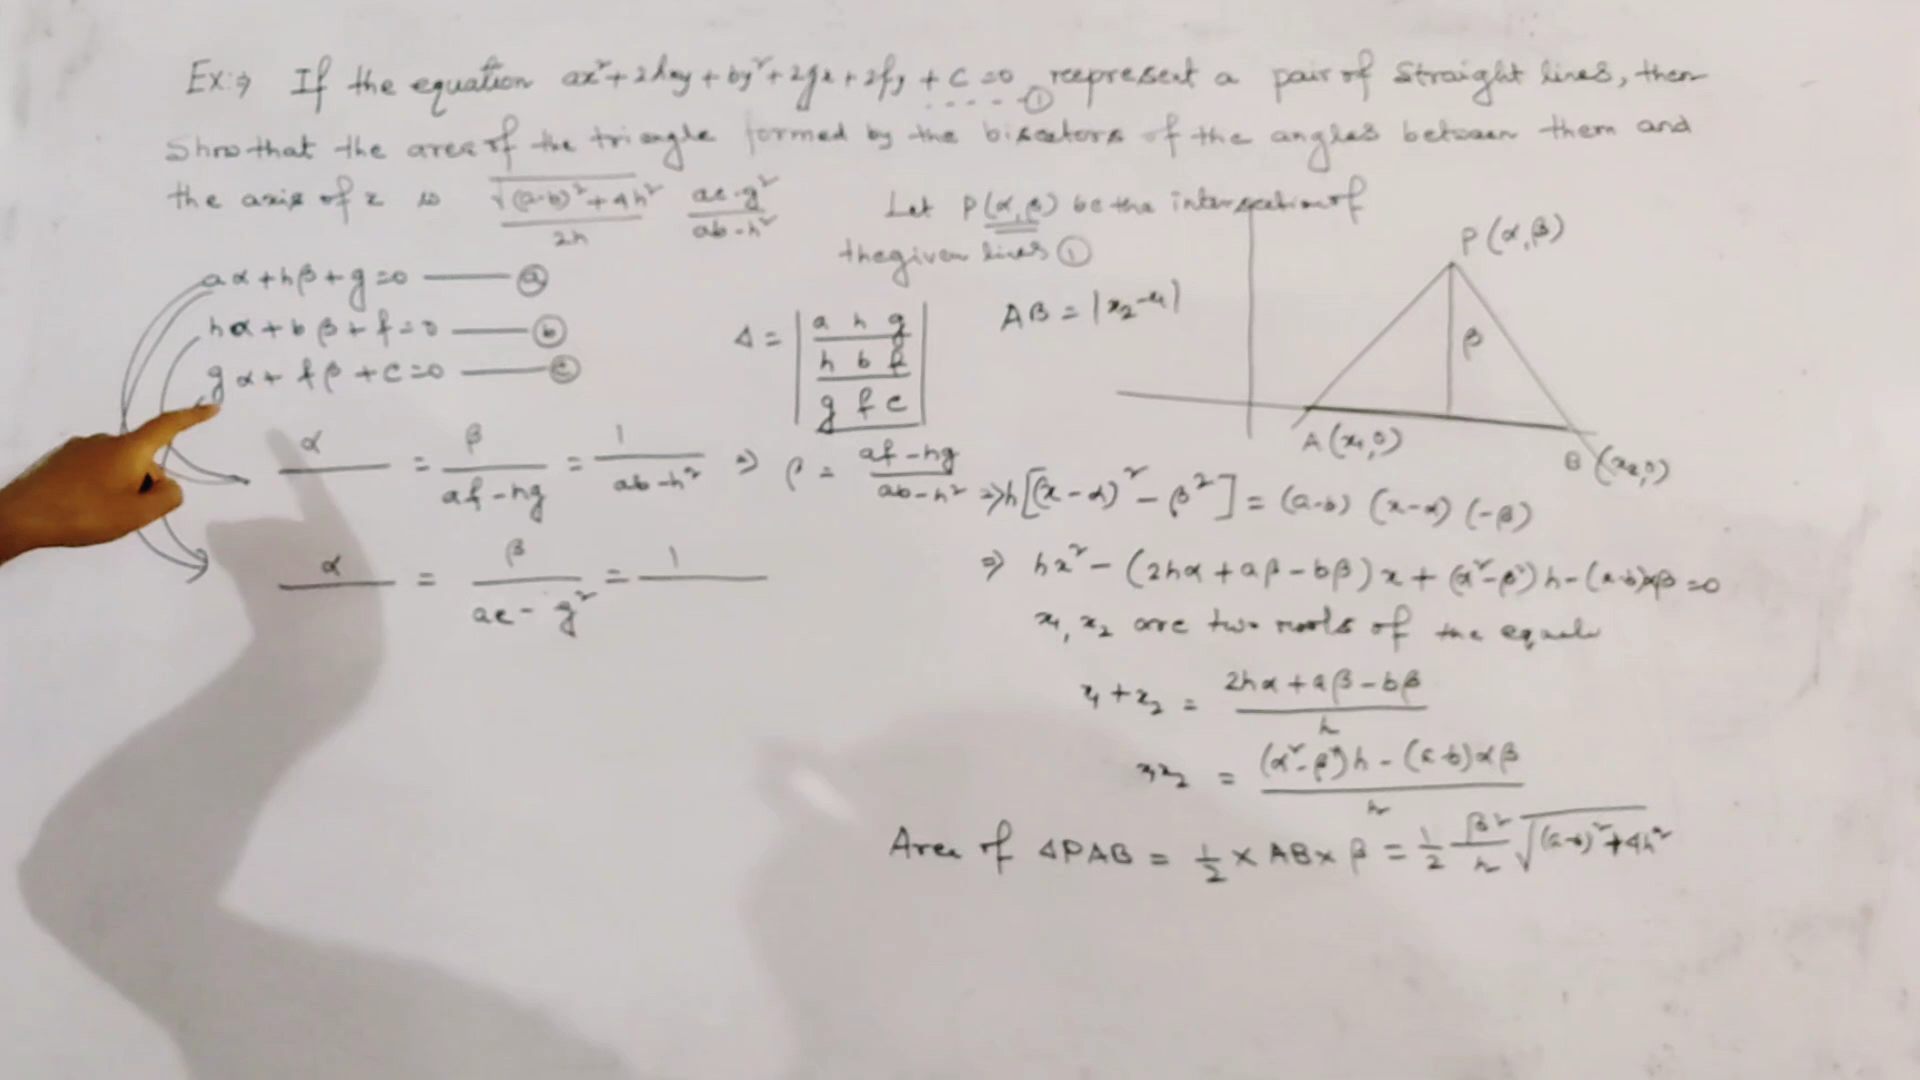 Ex:⇒ If the equation ax²+2hxy+by²+2gx+2fy+c=0 represent a pair of straight lines, then
.....①
Show that the area of the triangle formed by the bisectors of the angles between them and
the axis of x is √((a-b)²+4h²)/2h (ac-g²)/(ab-h²)
Let P(α,β) be the intersection of
the given lines ①
aα+hβ+g=0 —— ⓐ
hα+bβ+f=0 —— ⓑ
gα+fβ+c=0 —— ⓒ
Δ = | a h g |
| h b f |
| g f c |
AB = |x₂-x₁|
P(α,β)
β
A(x₁,0)
B(x₂,0)
α/— = β/(af-hg) = 1/(ab-h²) ⇒ β = (af-hg)/(ab-h²)
α/— = β/(ac-g²) = 1/—
⇒h[(x-α)²-β²] = (a-b)(x-α)(-β)
⇒ hx²-(2hα+aβ-bβ)x+(α²-β²)h-(a-b)αβ=0
x₁, x₂ are two roots of the
x₁+x₂ = (2hα+aβ-bβ)/h
x₁x₂ = ((α²-β²)h-(a-b)αβ)/h
Area of ΔPAB = 1/2 × AB × β = 1/2 β²/h √((a-b)²+4h²)